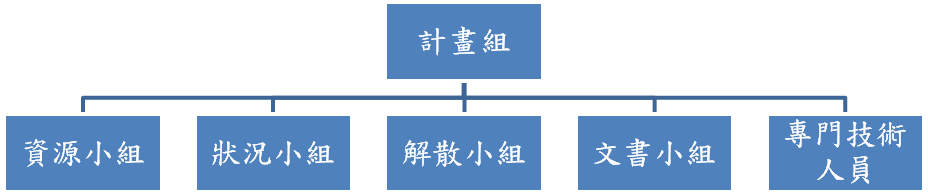 計畫組
資源小組
狀況小組
解散小組
文書小組
專門技術
人員